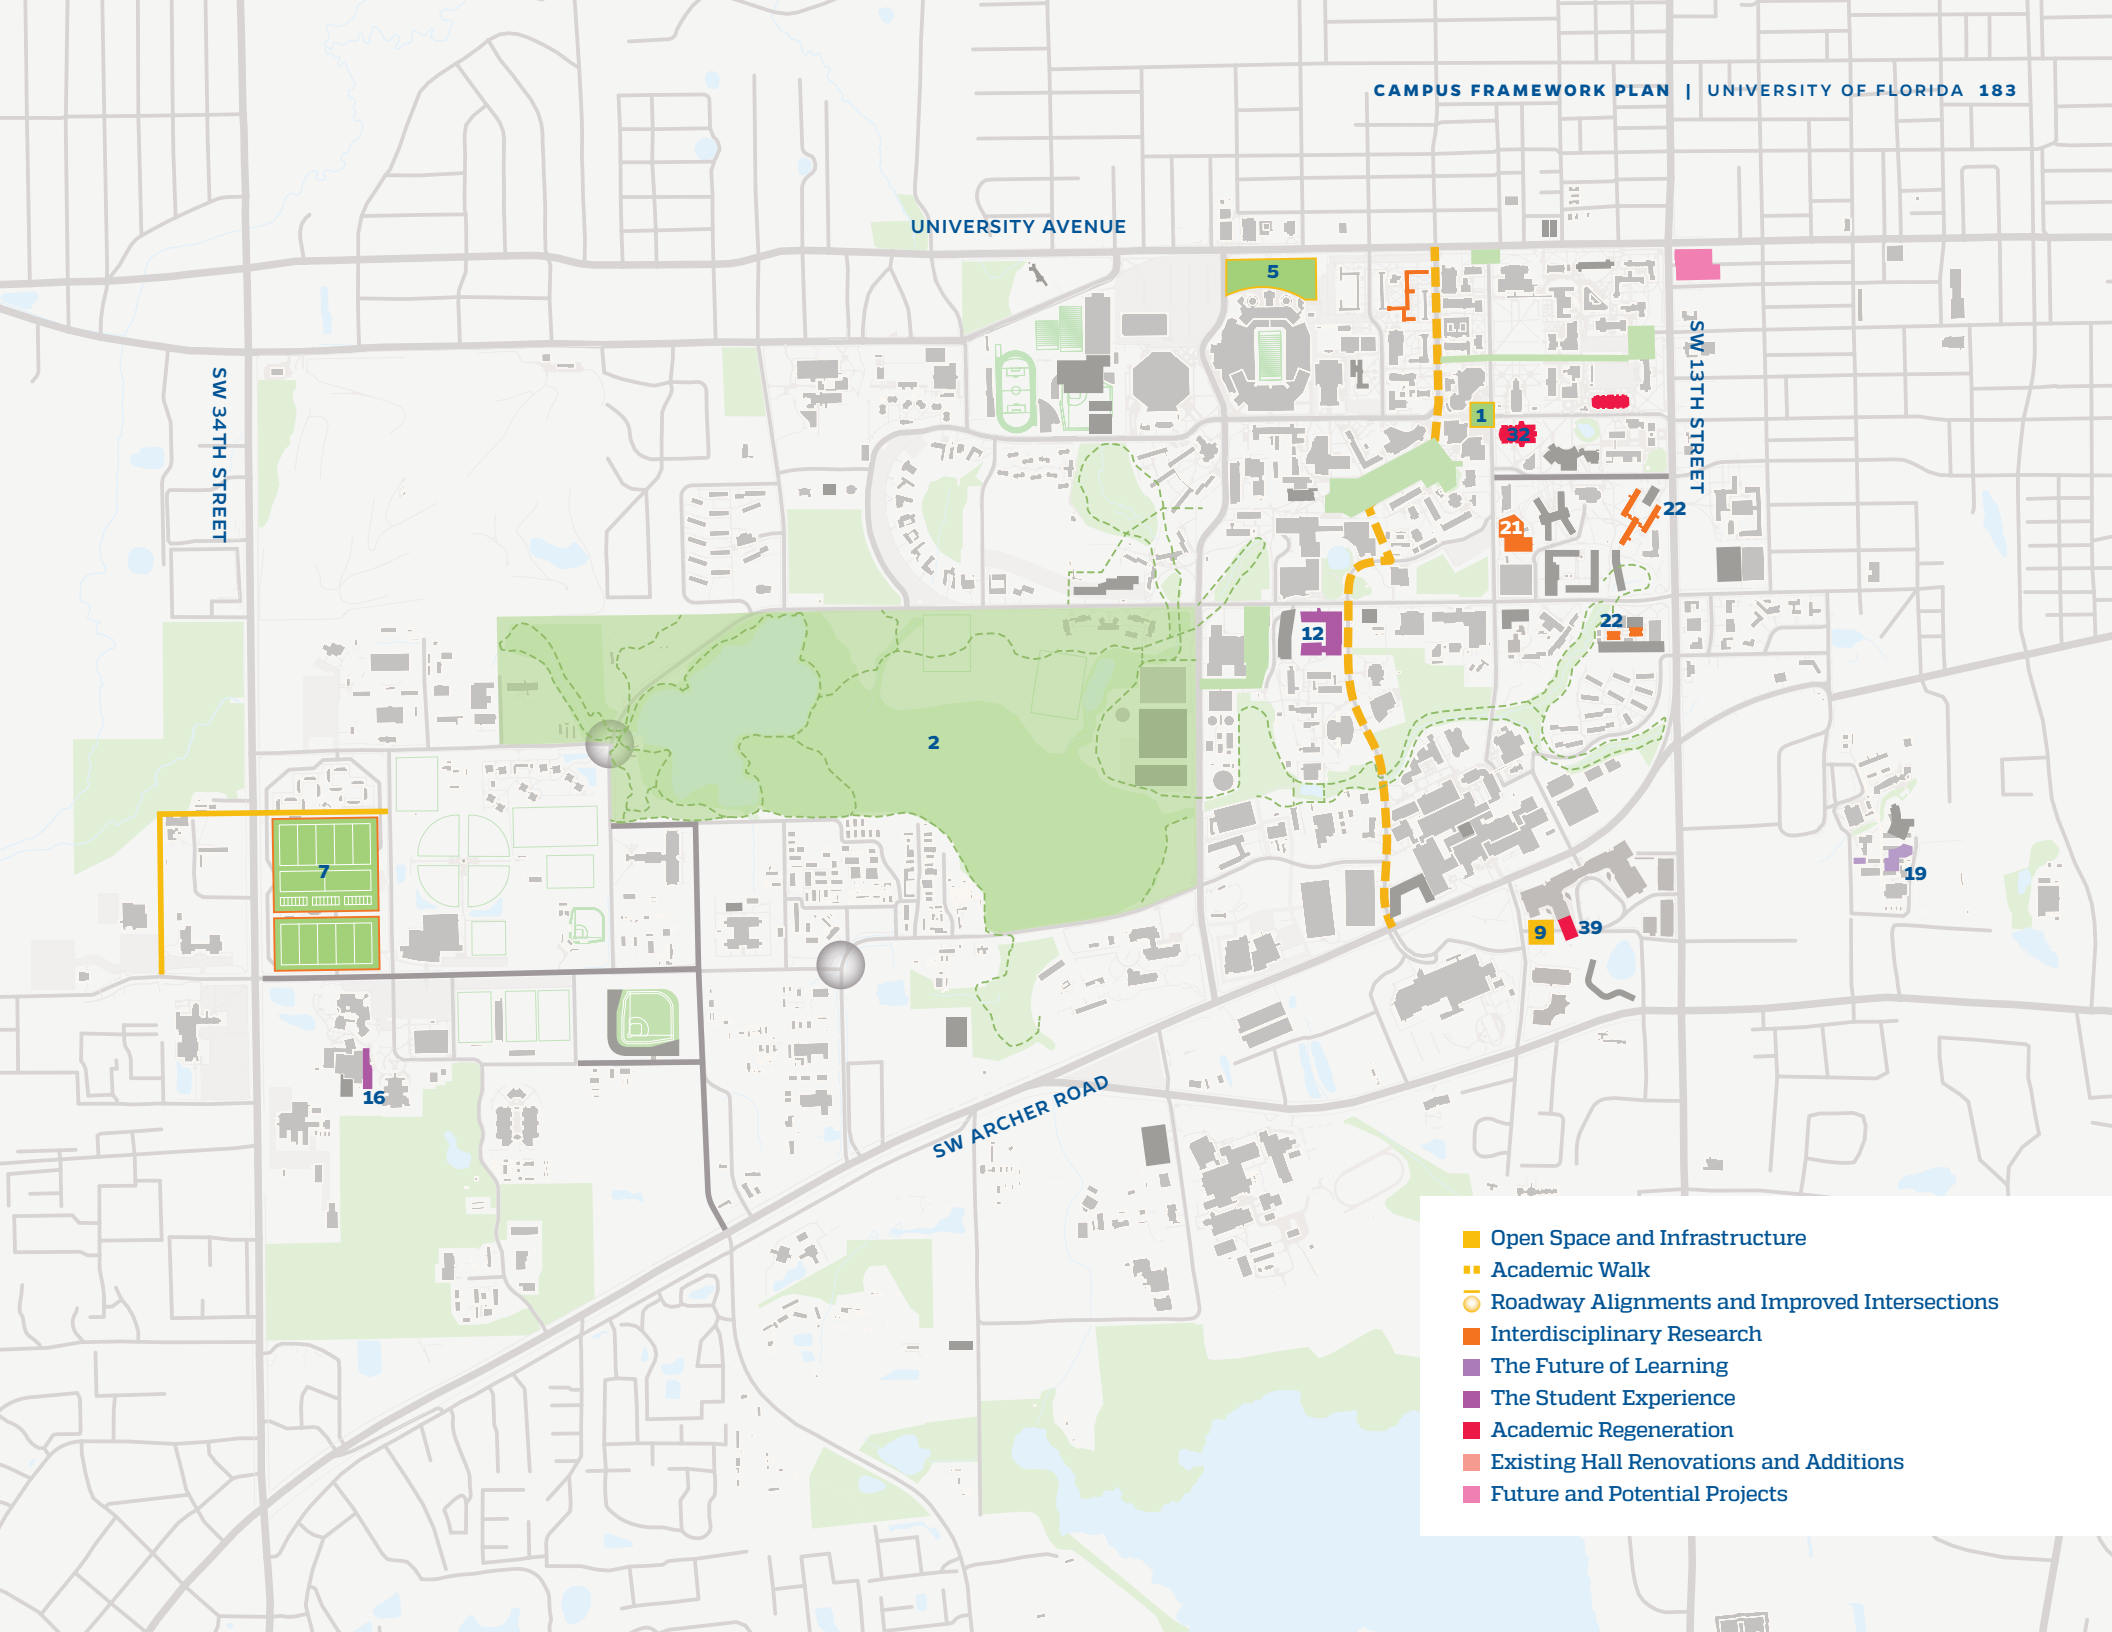 CAMPUS FRAMEWORK PLAN | UNIVERSITY OF FLORIDA 183
UNIVERSITY AVENUE
5
SW 34TH STREET
SW 13TH STREET
1
32
22
21
22
12
2
7
19
9
39
16
SW ARCHER ROAD
Open Space and Infrastructure
Academic Walk
Roadway Alignments and Improved Intersections
Interdisciplinary Research
The Future of Learning
The Student Experience
Academic Regeneration
Existing Hall Renovations and Additions
Future and Potential Projects